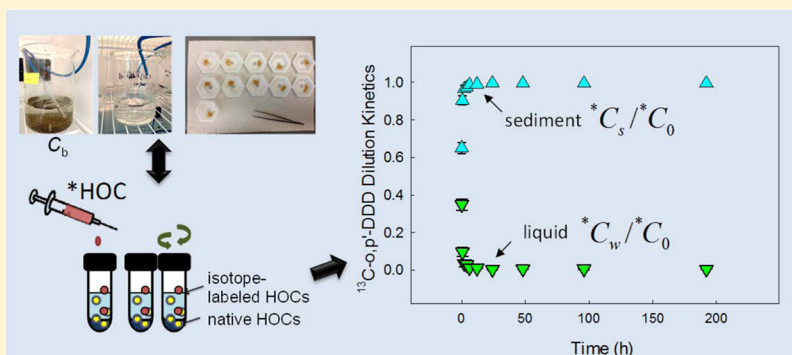 C_b
*HOC
isotope-
labeled HOCs
native HOCs
¹³C-o,p'-DDD Dilution Kinetics
1.0
0.8
0.6
0.4
0.2
0.0
sediment *C_s/*C_0
liquid *C_w/*C_0
0 50 100 150 200
Time (h)